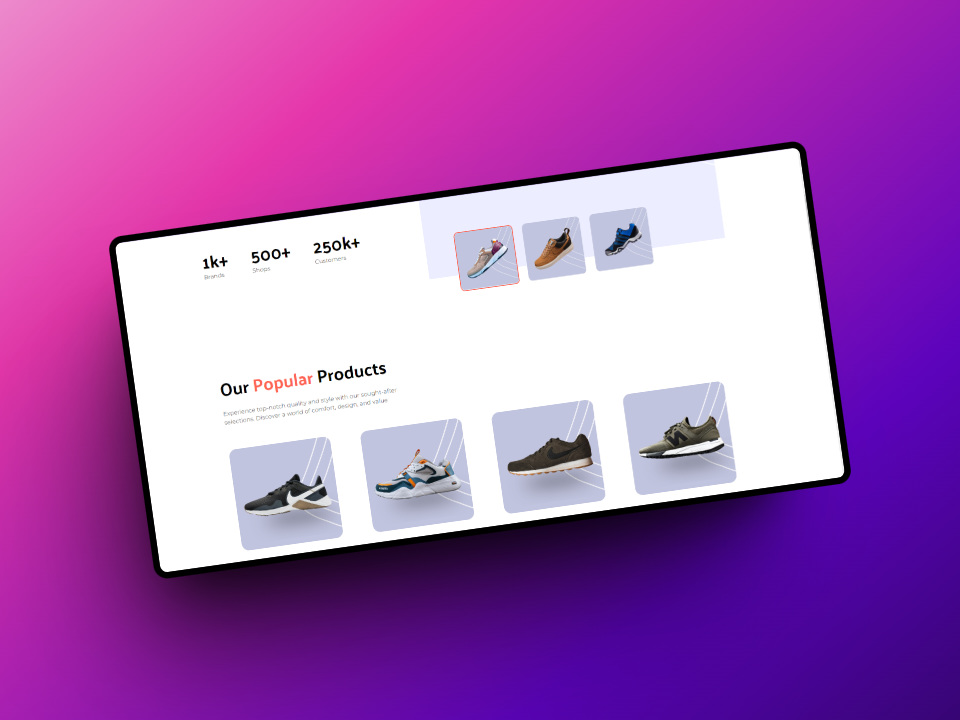 1k+ 500+ 250k+
Brands Shops Customers
Our Popular Products
Experience top-notch quality and style with our sought-after
selections. Discover a world of comfort, design, and value